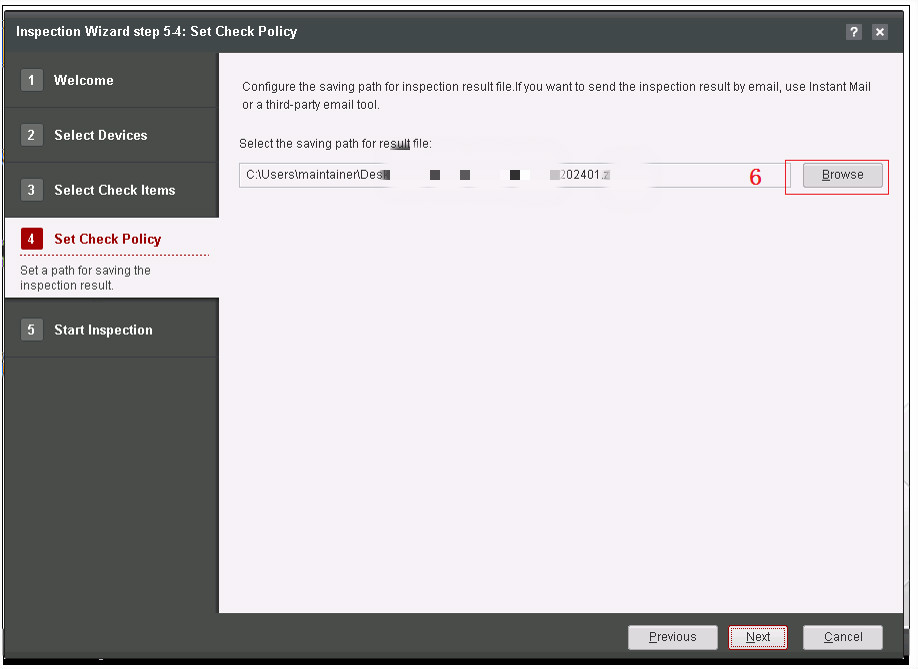 Inspection Wizard step 5-4: Set Check Policy
? ×
1 Welcome
2 Select Devices
3 Select Check Items
4 Set Check Policy
Set a path for saving the
inspection result.
5 Start Inspection
Configure the saving path for inspection result file.If you want to send the inspection result by email, use Instant Mail
or a third-party email tool.
Select the saving path for result file:
C:\Users\maintainer\Des 202401.z
6
Browse
Previous Next Cancel